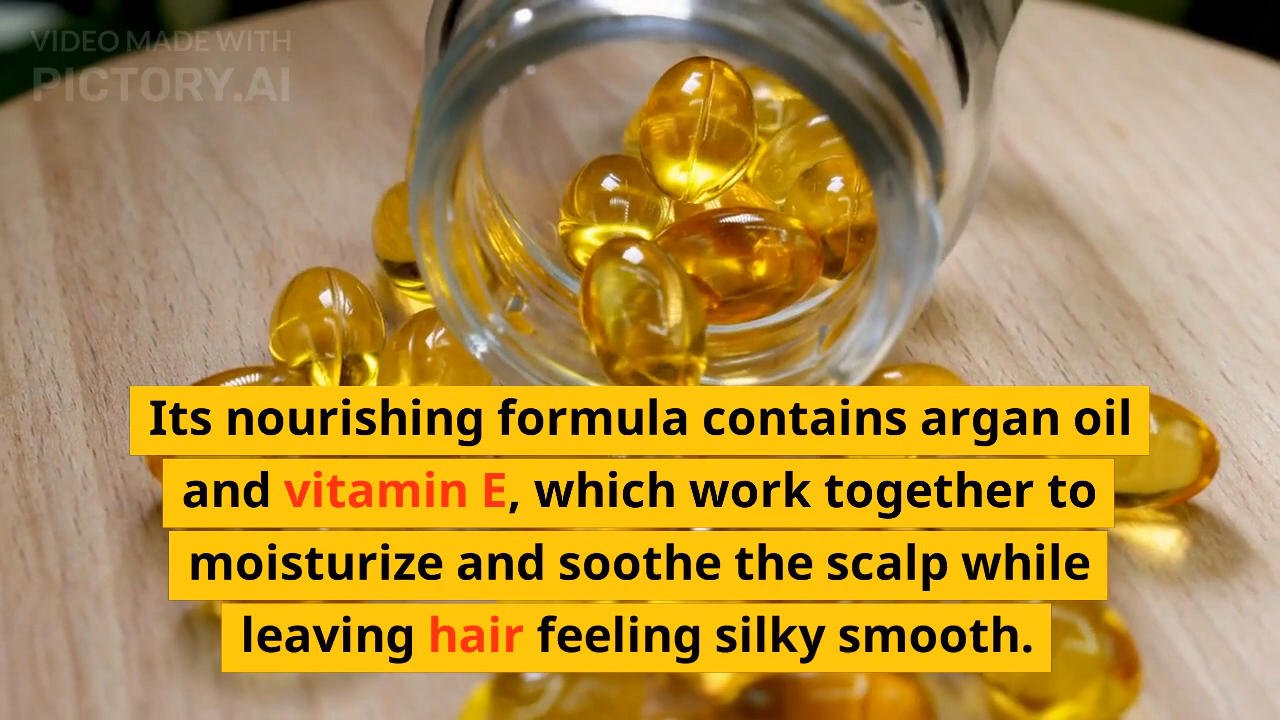 VIDEO MADE WITH
PICTORY.AI
Its nourishing formula contains argan oil
and vitamin E, which work together to
moisturize and soothe the scalp while
leaving hair feeling silky smooth.